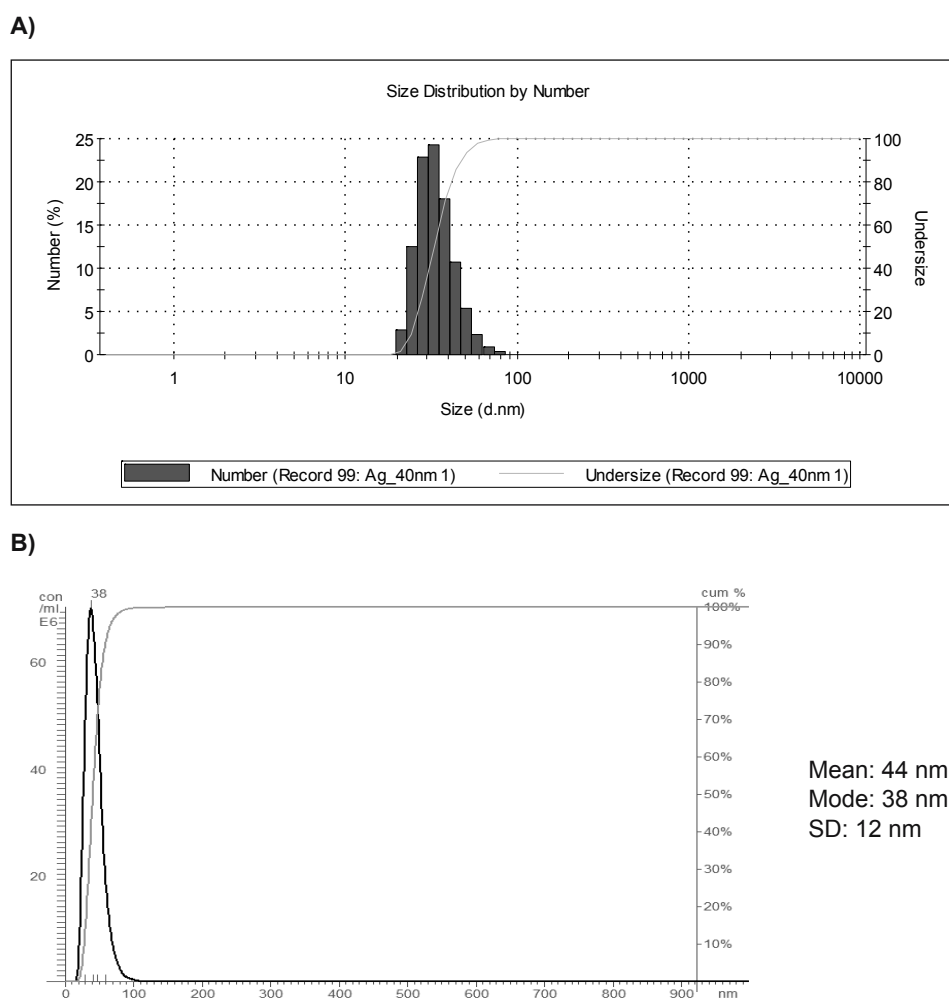 A)
Size Distribution by Number
25
20
15
10
5
0
Number (%)
100
80
60
40
20
0
Undersize
1 10 100 1000 10000
Size (d.nm)
Number (Record 99: Ag_40nm 1) Undersize (Record 99: Ag_40nm 1)
B)
con
/ml
E6
38
60
40
20
cum %
100%
90%
80%
70%
60%
50%
40%
30%
20%
10%
0 100 200 300 400 500 600 700 800 900 nm
Mean: 44 nm
Mode: 38 nm
SD: 12 nm